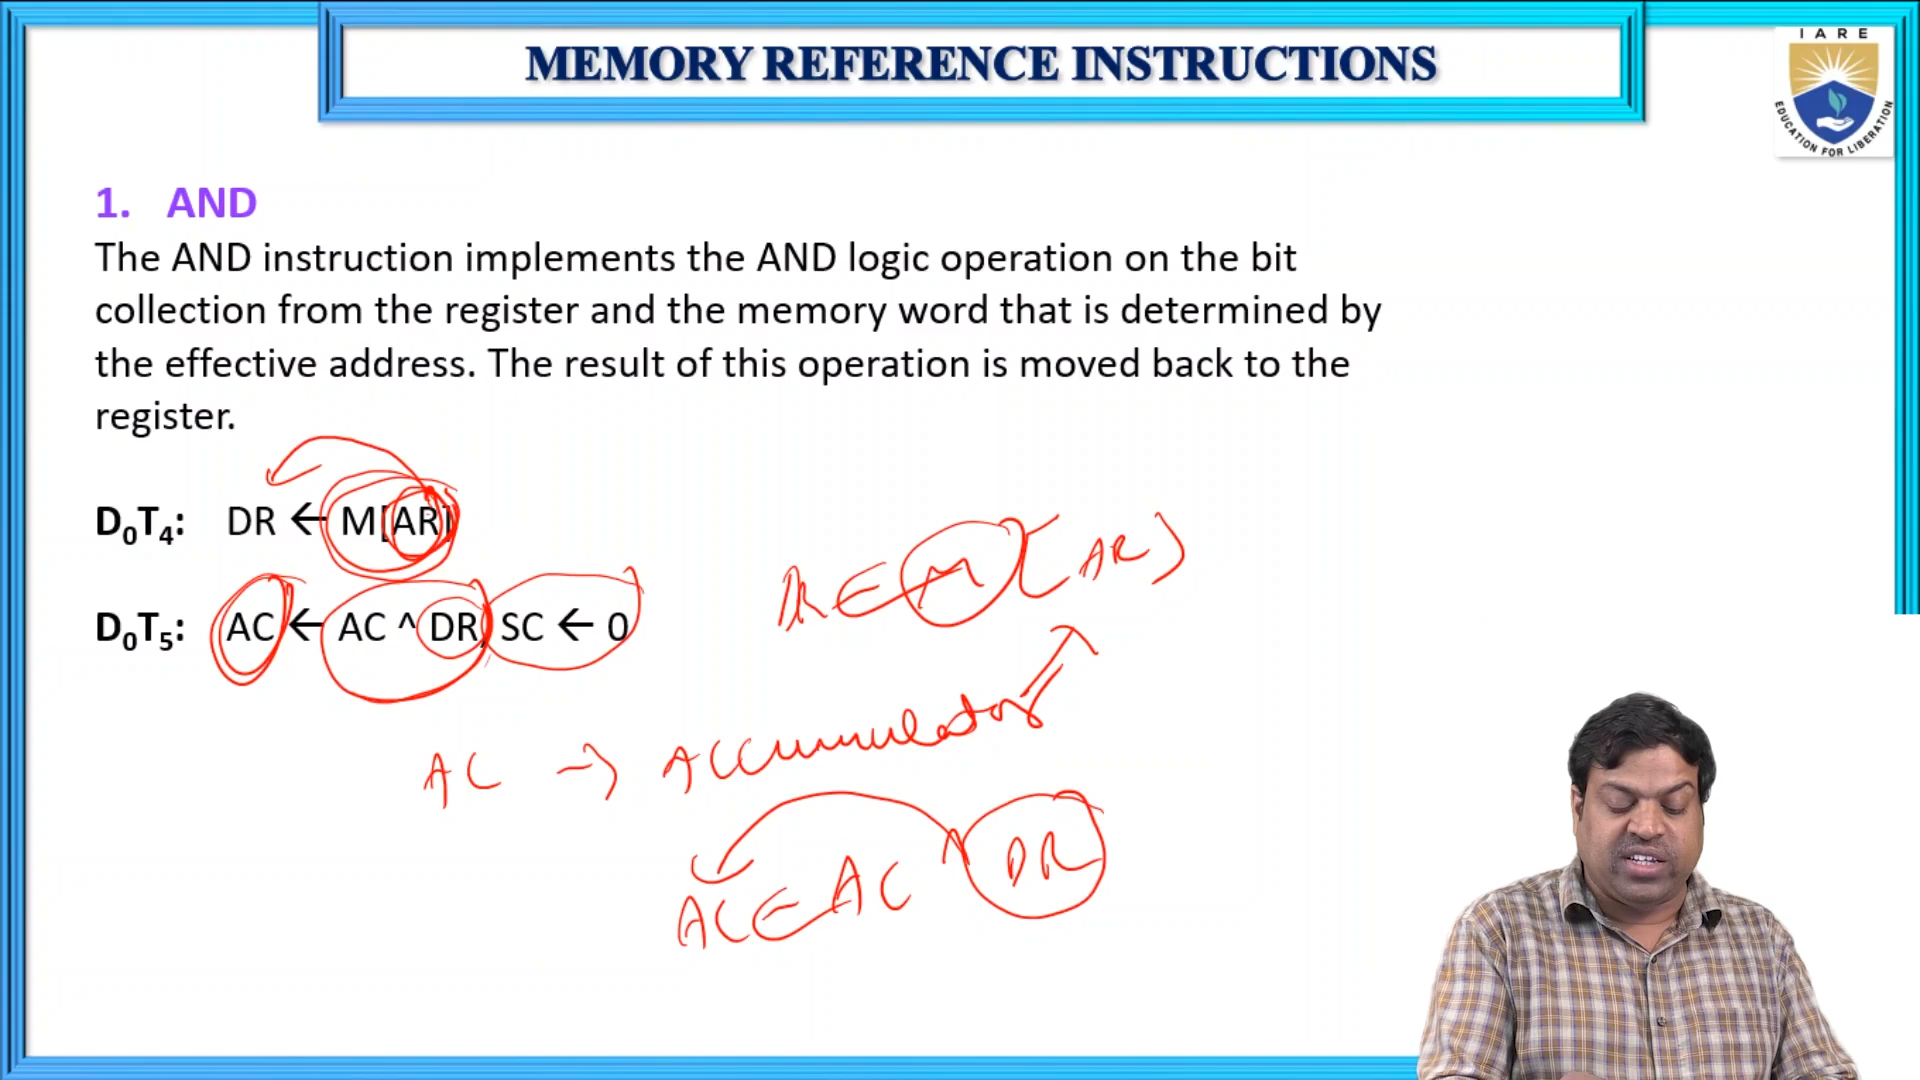 MEMORY REFERENCE INSTRUCTIONS
IARE
EDUCATION FOR LIBERATION
1. AND
The AND instruction implements the AND logic operation on the bit
collection from the register and the memory word that is determined by
the effective address. The result of this operation is moved back to the
register.
D₀T₄: DR ← M[AR]
D₀T₅: AC ← AC ^ DR, SC ← 0
DR ← M [AR]
AC → Accumulator
AC ← AC ^ DR